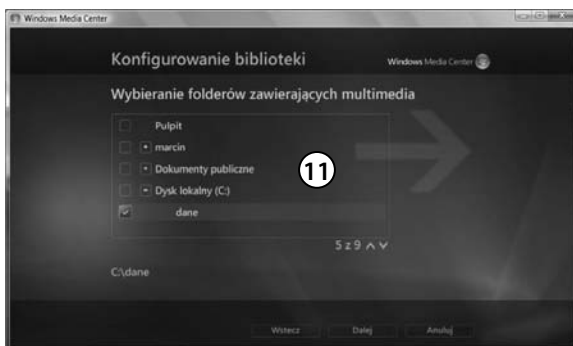 Windows Media Center
Konfigurowanie biblioteki
Windows Media Center
Wybieranie folderów zawierających multimedia
Pulpit
marcin
Dokumenty publiczne
11
Dysk lokalny (C:)
dane
5 z 9
C:\dane
Wstecz Dalej Anuluj